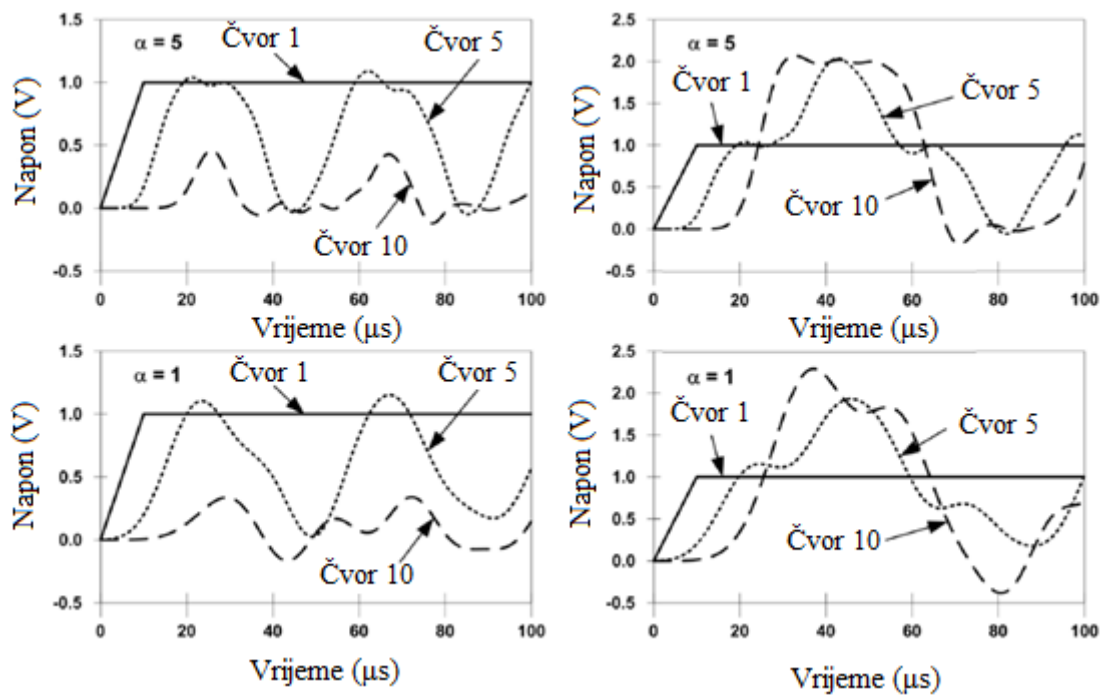 1.5
α = 5
Čvor 1
Čvor 5
1.0
Napon (V)
0.5
0.0
Čvor 10
-0.5
0
20
40
60
80
100
Vrijeme (μs)
2.5
α = 5
2.0
Čvor 1
Čvor 5
1.5
Napon (V)
1.0
0.5
Čvor 10
0.0
-0.5
0
20
40
60
80
100
Vrijeme (μs)
1.5
α = 1
Čvor 1
Čvor 5
1.0
Napon (V)
0.5
0.0
Čvor 10
-0.5
0
20
40
60
80
100
Vrijeme (μs)
2.5
α = 1
2.0
Čvor 1
Čvor 5
1.5
Napon (V)
1.0
0.5
Čvor 10
0.0
-0.5
0
20
40
60
80
100
Vrijeme (μs)